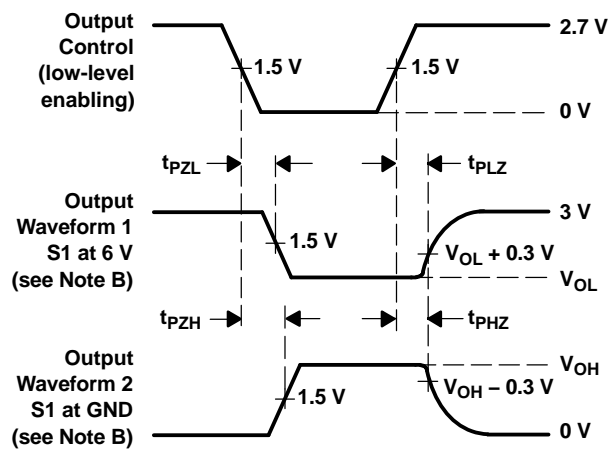 Output
Control
(low-level
enabling)
1.5 V
1.5 V
2.7 V
0 V
tPZL
tPLZ
Output
Waveform 1
S1 at 6 V
(see Note B)
1.5 V
3 V
VOL + 0.3 V
VOL
tPZH
tPHZ
Output
Waveform 2
S1 at GND
(see Note B)
1.5 V
VOH
VOH – 0.3 V
0 V